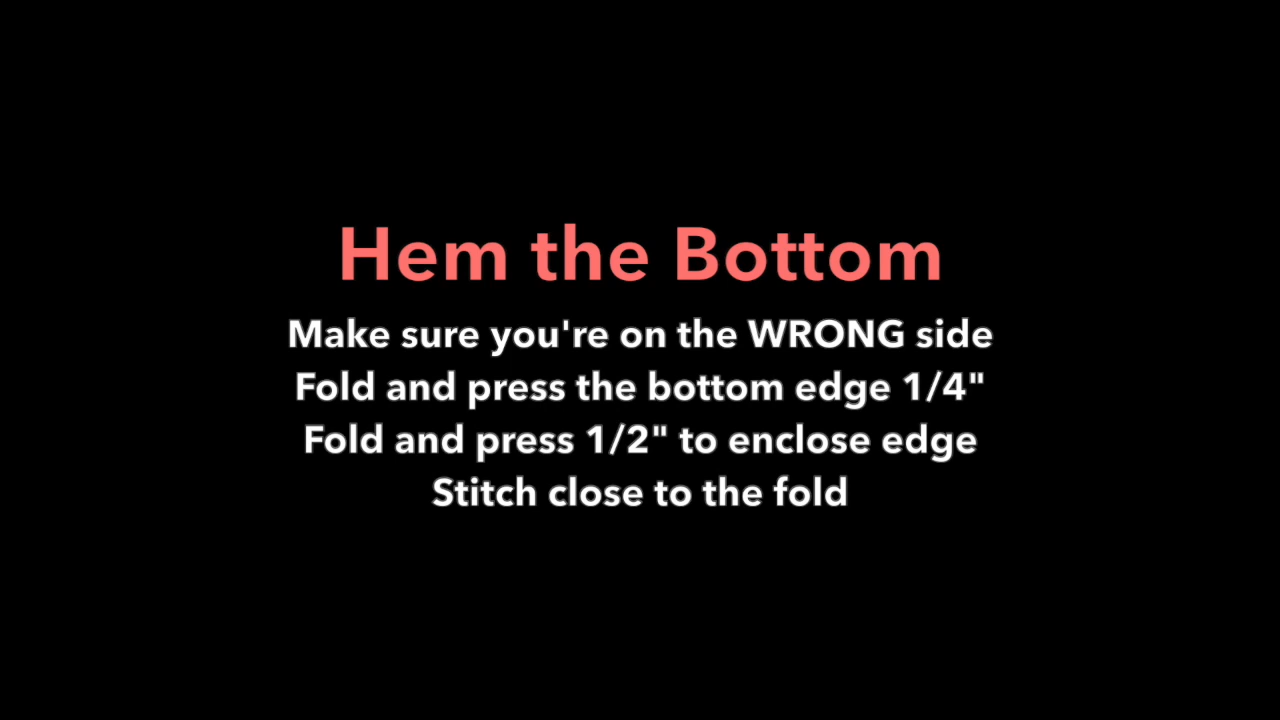 Hem the Bottom
Make sure you're on the WRONG side
Fold and press the bottom edge 1/4"
Fold and press 1/2" to enclose edge
Stitch close to the fold